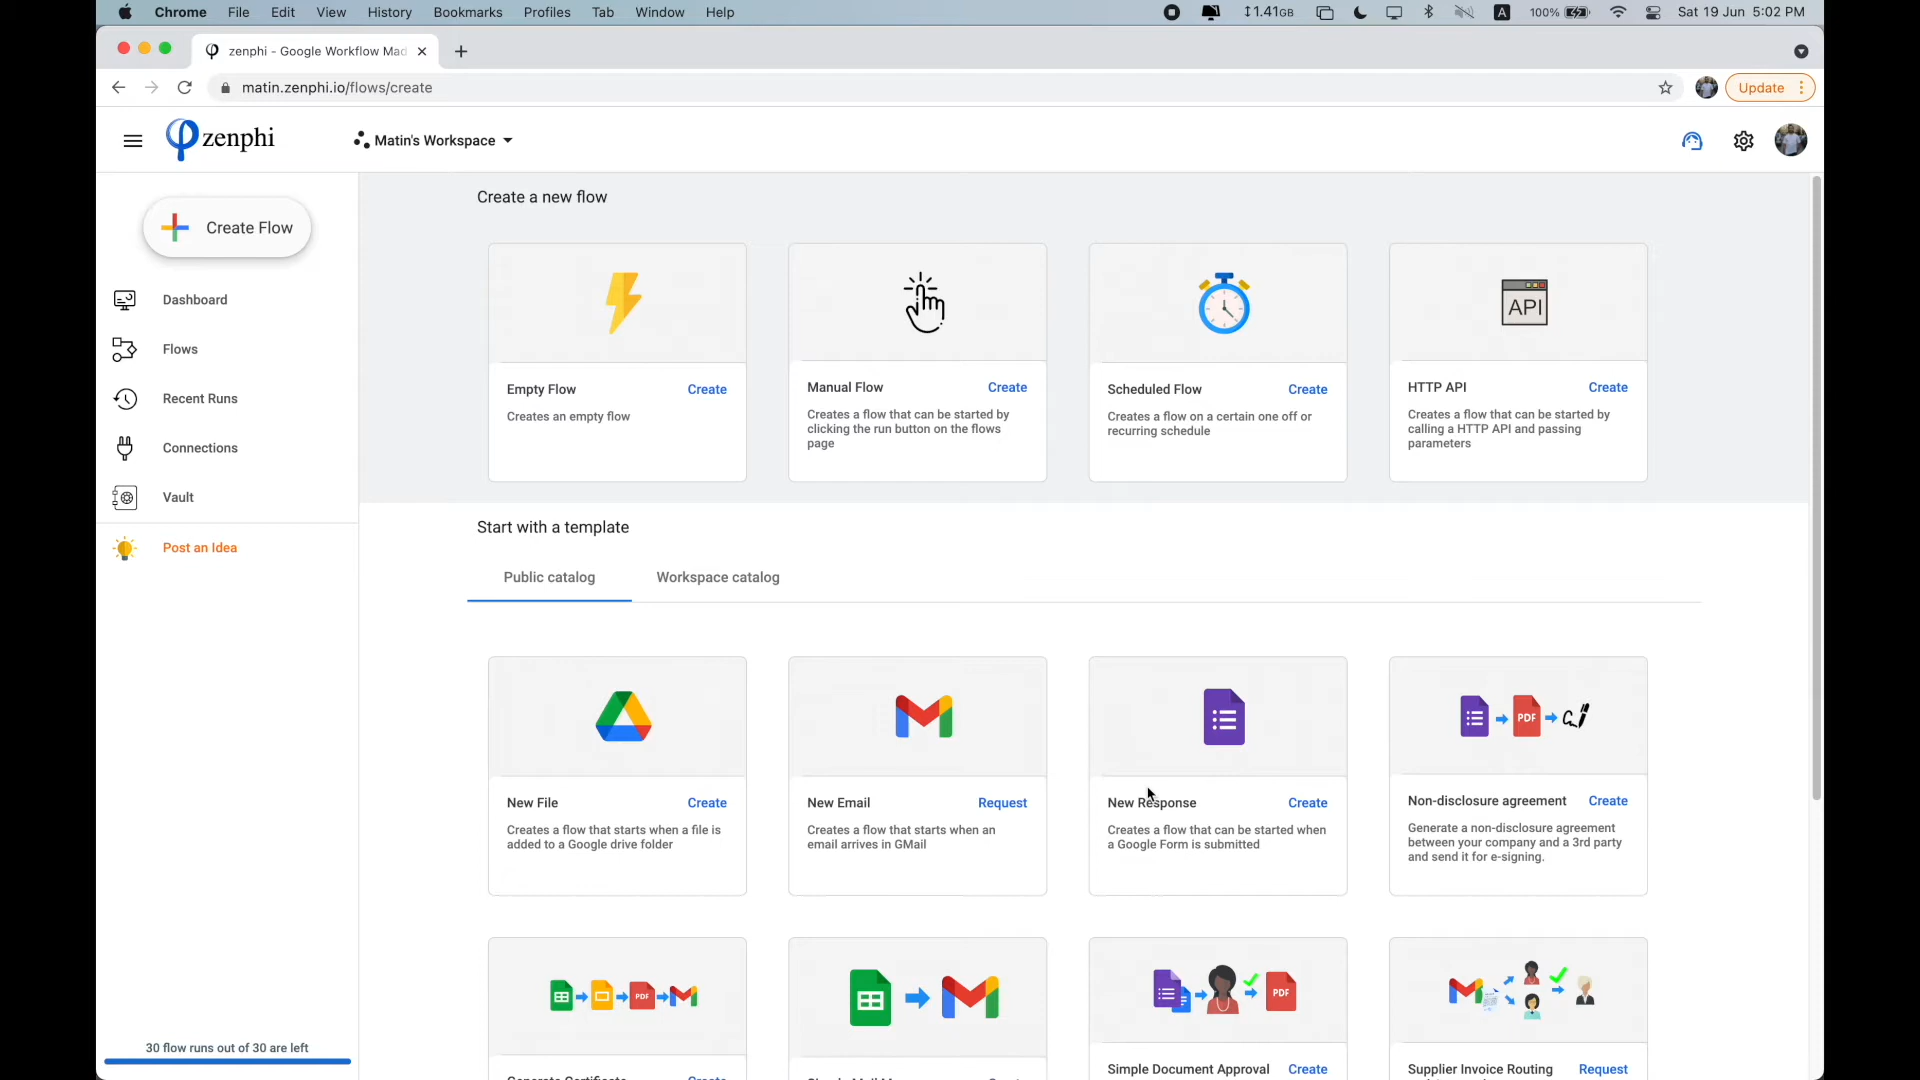 Chrome File Edit View History Bookmarks Profiles Tab Window Help 1.41GB A 100% Sat 19 Jun 5:02 PM
zenphi - Google Workflow Mad
matin.zenphi.io/flows/create
Update
zenphi
Matin's Workspace
Create Flow
Dashboard
Flows
Recent Runs
Connections
Vault
Post an Idea
30 flow runs out of 30 are left
Create a new flow
API
Empty Flow Create
Creates an empty flow
Manual Flow Create
Creates a flow that can be started by
clicking the run button on the flows
page
Scheduled Flow Create
Creates a flow on a certain one off or
recurring schedule
HTTP API Create
Creates a flow that can be started by
calling a HTTP API and passing
parameters
Start with a template
Public catalog Workspace catalog
PDF
New File Create
Creates a flow that starts when a file is
added to a Google drive folder
New Email Request
Creates a flow that starts when an
email arrives in GMail
New Response Create
Creates a flow that can be started when
a Google Form is submitted
Non-disclosure agreement Create
Generate a non-disclosure agreement
between your company and a 3rd party
and send it for e-signing.
PDF
PDF
Simple Document Approval Create
Supplier Invoice Routing Request